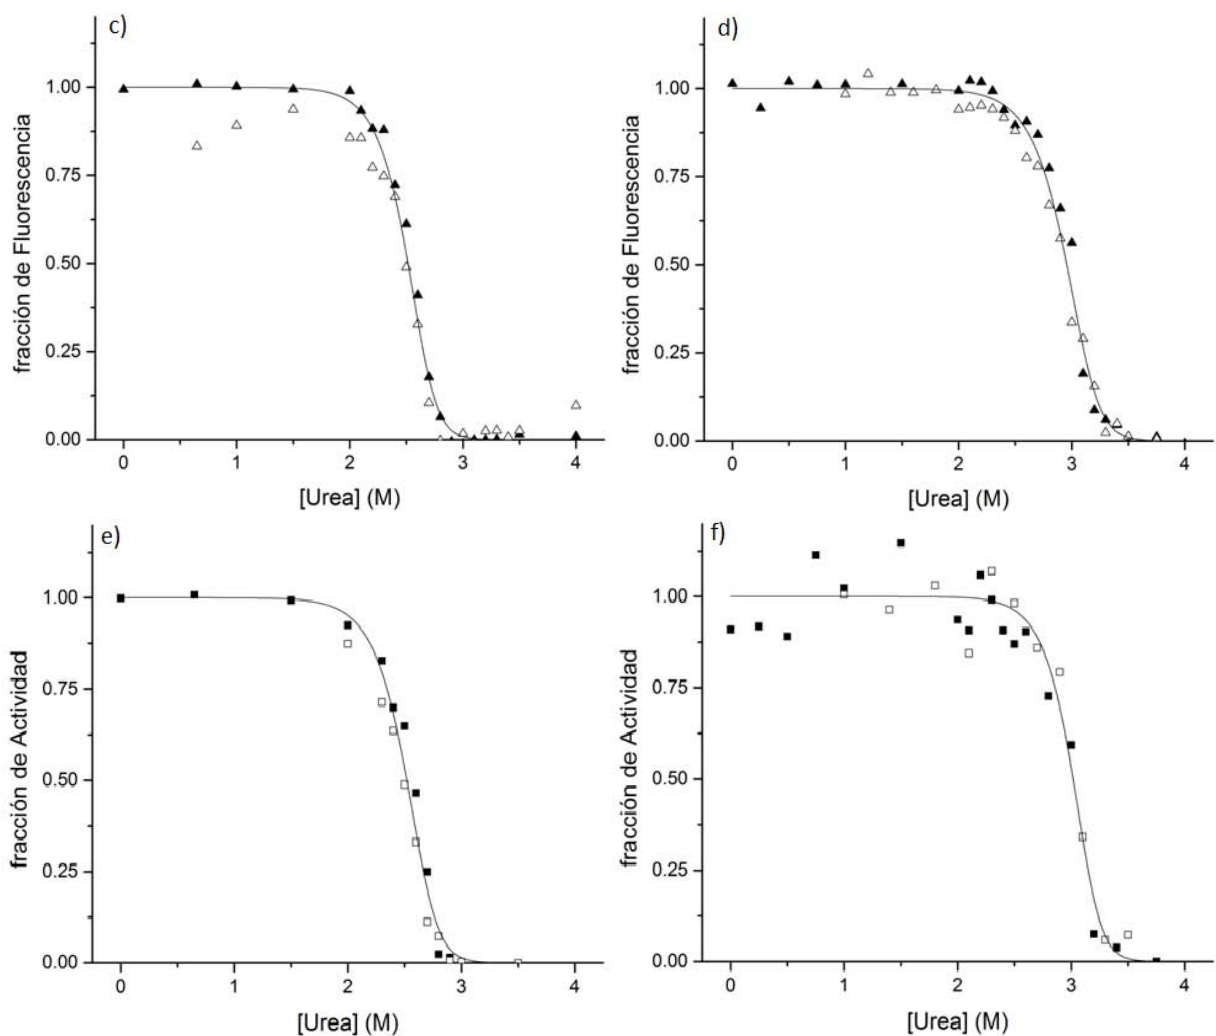 c)
1.00
0.75
0.50
0.25
0.00
fracción de Fluorescencia
0 1 2 3 4
[Urea] (M)
d)
1.00
0.75
0.50
0.25
0.00
fracción de Fluorescencia
0 1 2 3 4
[Urea] (M)
e)
1.00
0.75
0.50
0.25
0.00
fracción de Actividad
0 1 2 3 4
[Urea] (M)
f)
1.00
0.75
0.50
0.25
0.00
fracción de Actividad
0 1 2 3 4
[Urea] (M)